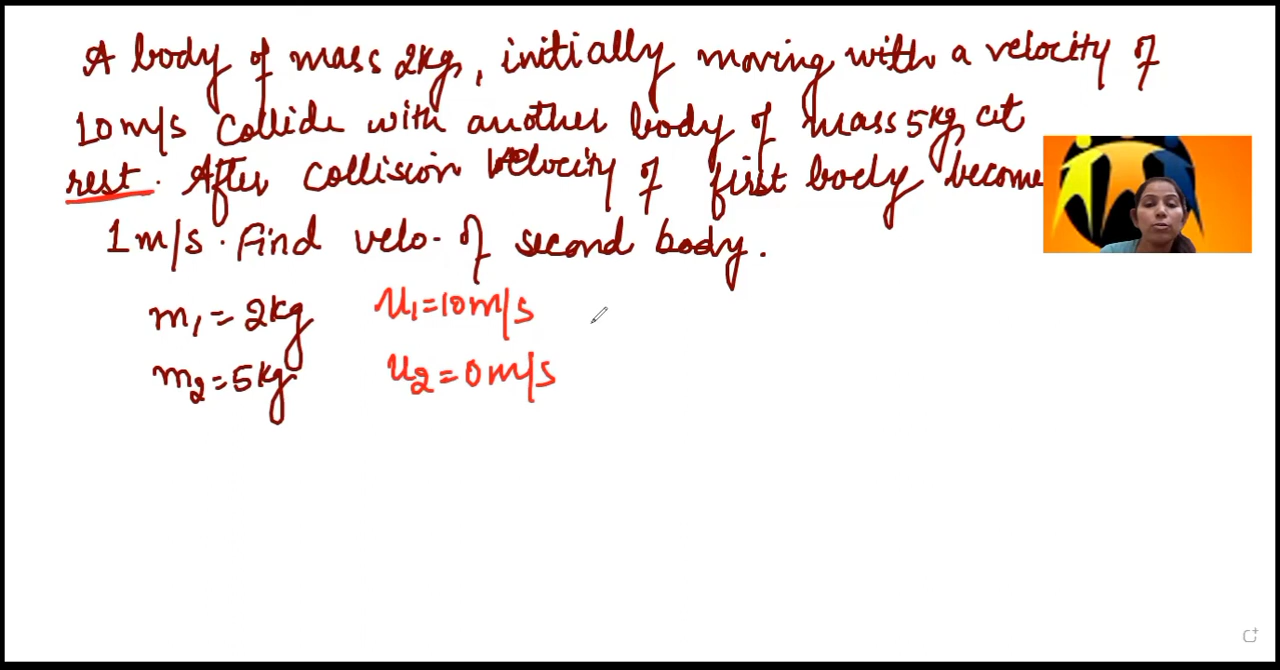 A body of mass 2kg, initially moving with a velocity of
10m/s collide with another body of mass 5kg at
rest. After collision velocity of first body become
1m/s. Find velo. of second body.
m₁ = 2kg u₁=10m/s
m₂ = 5kg u₂ = 0m/s